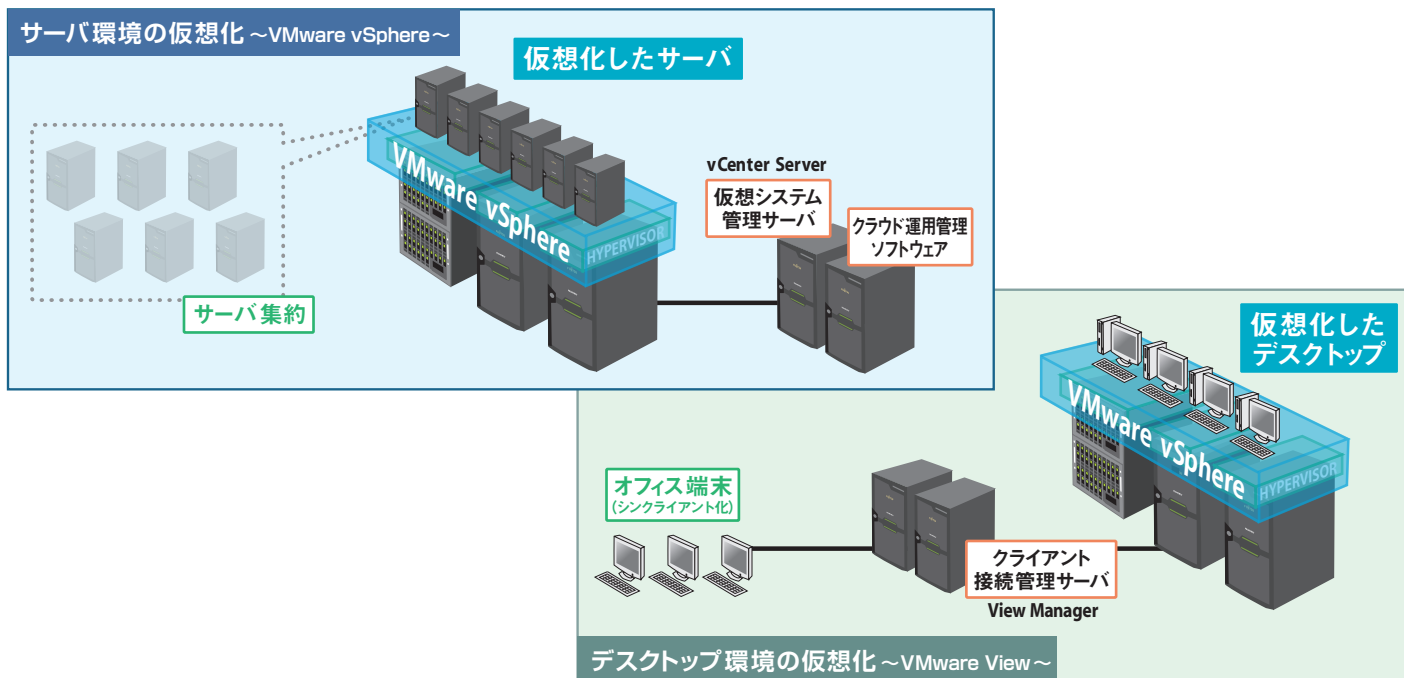 サーバ環境の仮想化 ~VMware vSphere~
仮想化したサーバ
VMware vSphere
HYPERVISOR
サーバ集約
vCenter Server
仮想システム
管理サーバ
クラウド運用管理
ソフトウェア
仮想化した
デスクトップ
VMware vSphere
HYPERVISOR
オフィス端末
(シンクライアント化)
クライアント
接続管理サーバ
View Manager
デスクトップ環境の仮想化 ~VMware View~